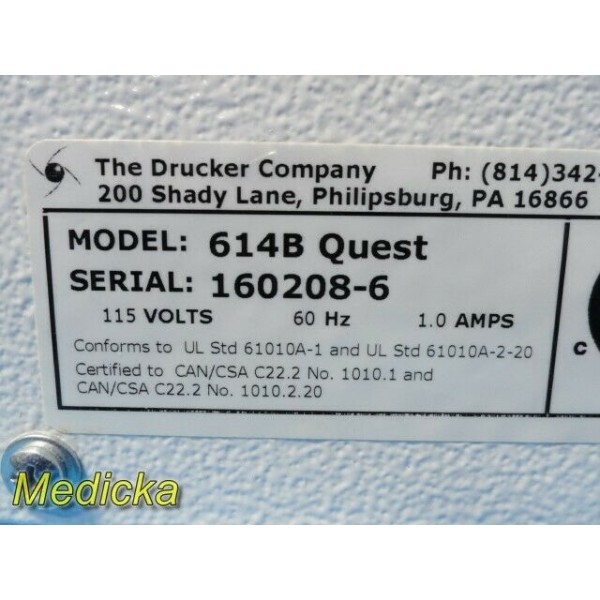 The Drucker Company Ph: (814)342-
200 Shady Lane, Philipsburg, PA 16866
MODEL: 614B Quest
SERIAL: 160208-6
115 VOLTS 60 Hz 1.0 AMPS
Conforms to UL Std 61010A-1 and UL Std 61010A-2-20
Certified to CAN/CSA C22.2 No. 1010.1 and
CAN/CSA C22.2 No. 1010.2.20
c
Medicka